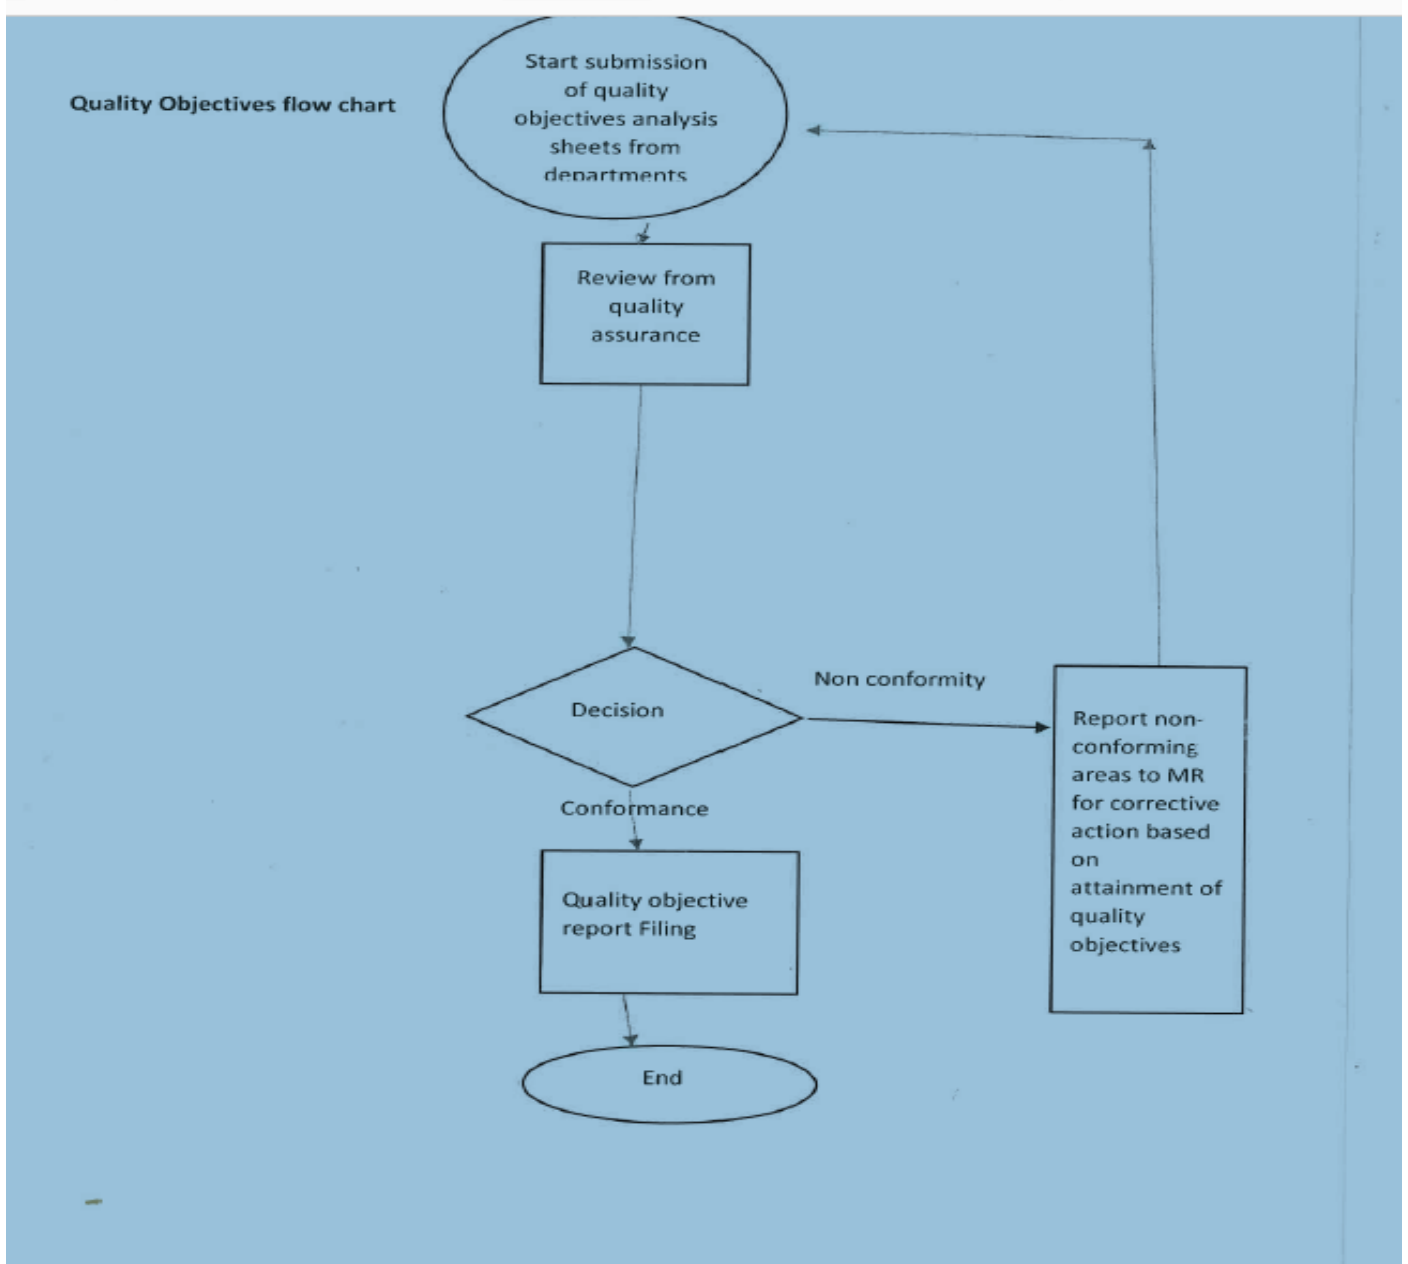 Quality Objectives flow chart
Start submission
of quality
objectives analysis
sheets from
departments
Review from
quality
assurance
Decision
Non conformity
Report non-
conforming
areas to MR
for corrective
action based
on
attainment of
quality
objectives
Conformance
Quality objective
report Filing
End